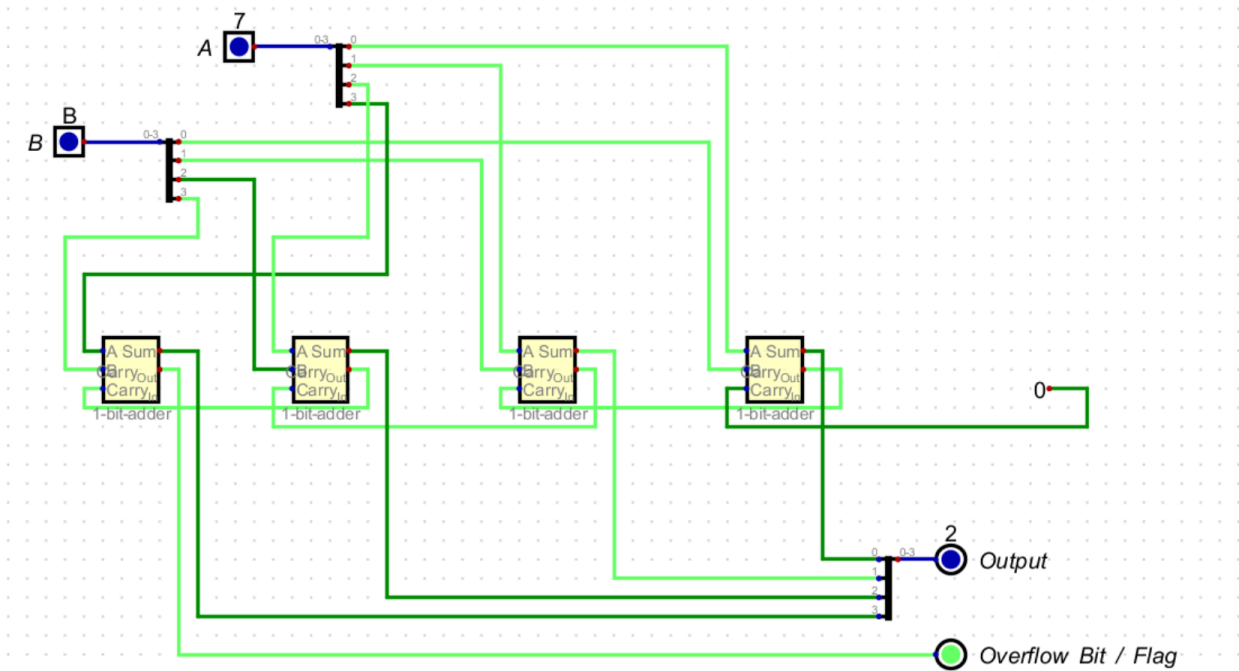 7
A
0-3
0
1
2
3
B
B
0-3
0
1
2
3
A Sum
B
Carry Out
Carry In
1-bit-adder
A Sum
B
Carry Out
Carry In
1-bit-adder
A Sum
B
Carry Out
Carry In
1-bit-adder
A Sum
B
Carry Out
Carry In
1-bit-adder
0
2
0
0-3
Output
1
2
3
Overflow Bit / Flag